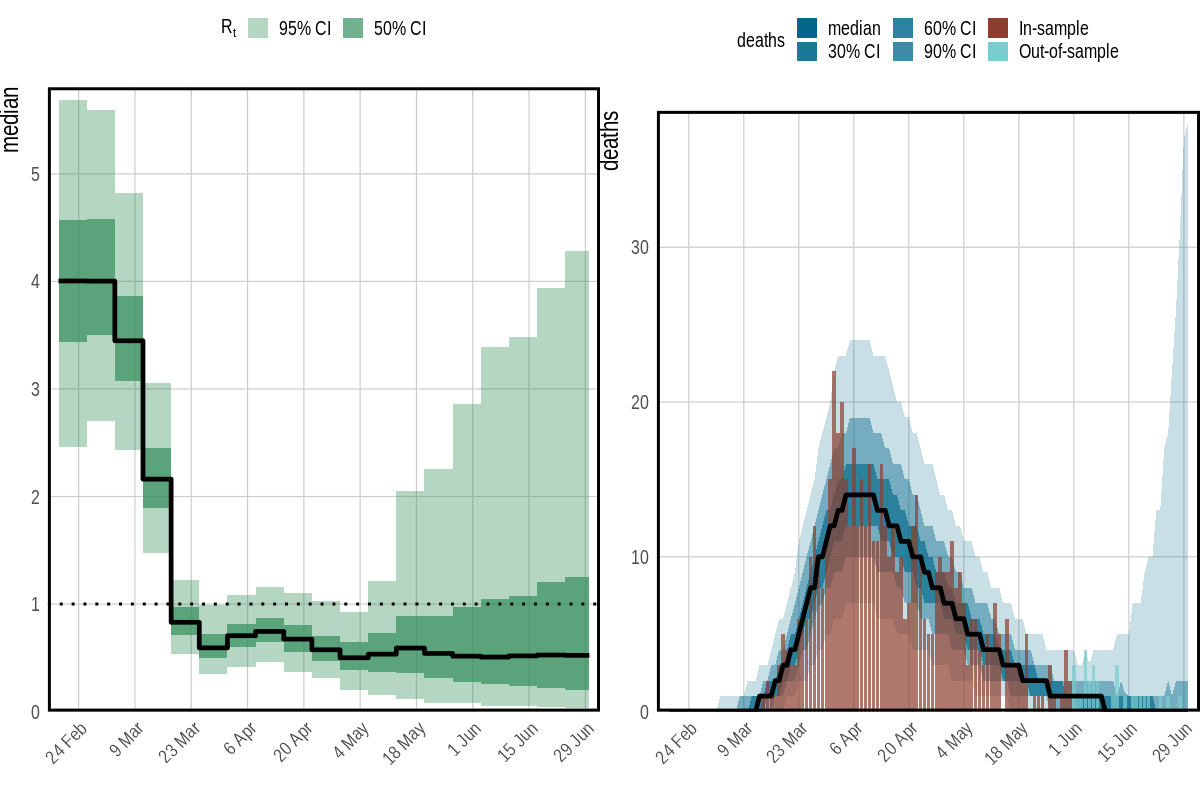 R_t 95% CI 50% CI
median
5
4
3
2
1
0
24 Feb 9 Mar 23 Mar 6 Apr 20 Apr 4 May 18 May 1 Jun 15 Jun 29 Jun
deaths median 60% CI In-sample
30% CI 90% CI Out-of-sample
deaths
30
20
10
0
24 Feb 9 Mar 23 Mar 6 Apr 20 Apr 4 May 18 May 1 Jun 15 Jun 29 Jun